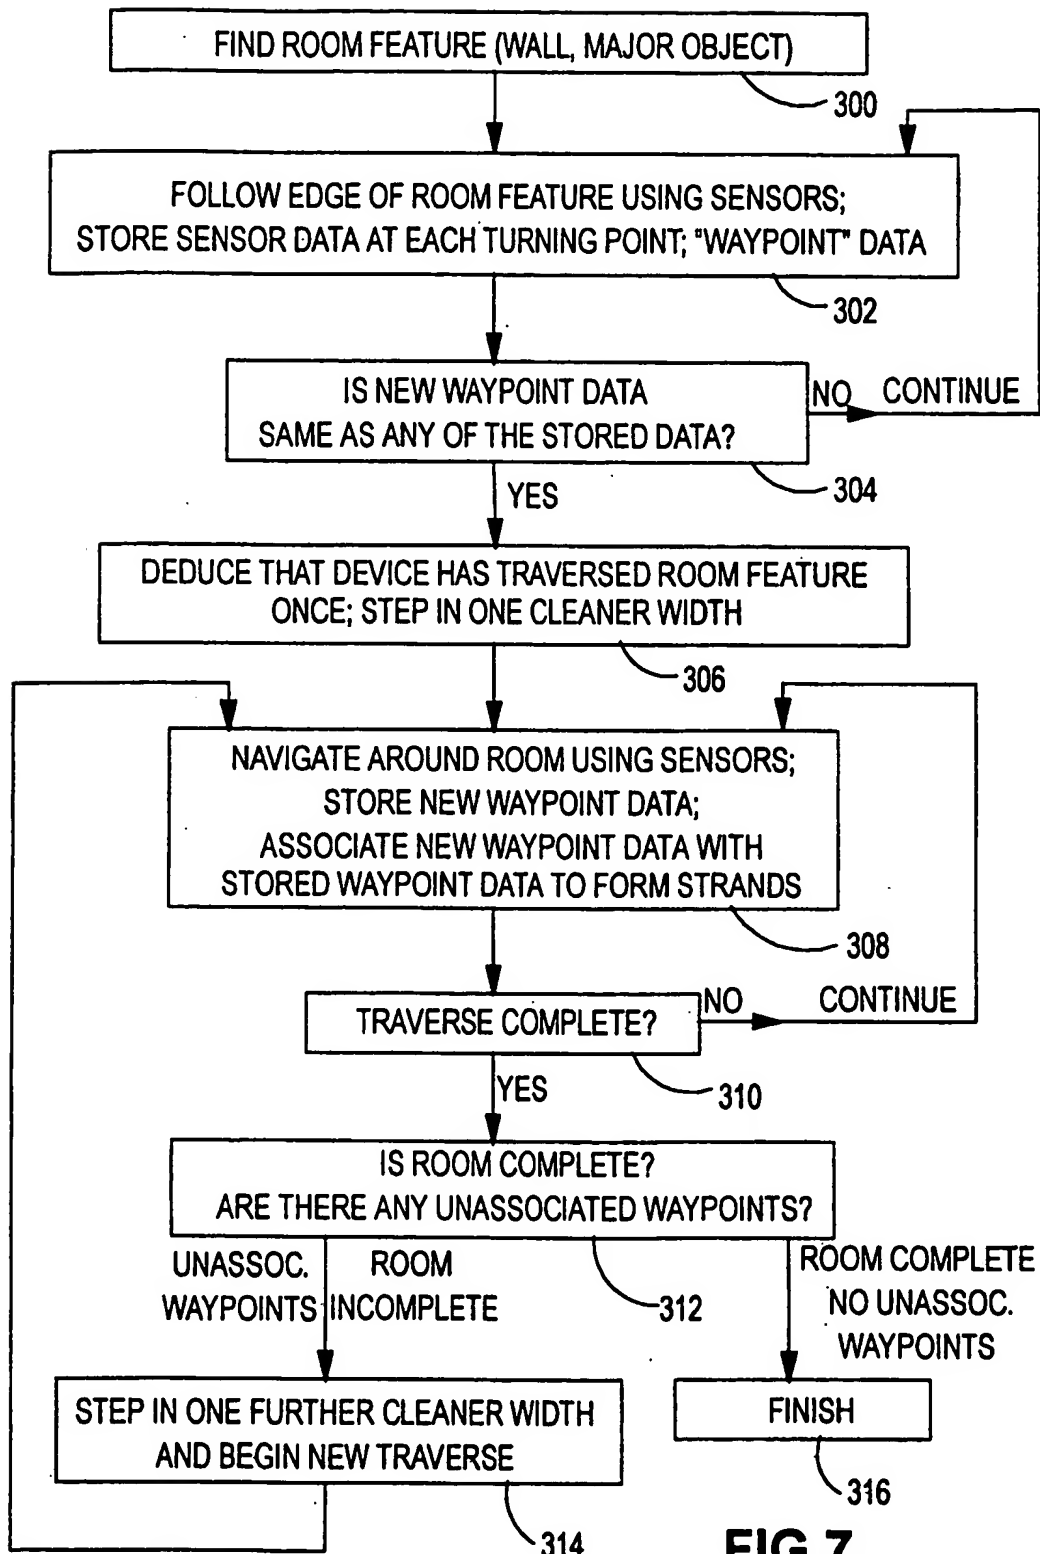 FIND ROOM FEATURE (WALL, MAJOR OBJECT)
300
FOLLOW EDGE OF ROOM FEATURE USING SENSORS;
STORE SENSOR DATA AT EACH TURNING POINT; "WAYPOINT" DATA
302
IS NEW WAYPOINT DATA
SAME AS ANY OF THE STORED DATA?
NO CONTINUE
304
YES
DEDUCE THAT DEVICE HAS TRAVERSED ROOM FEATURE
ONCE; STEP IN ONE CLEANER WIDTH
306
NAVIGATE AROUND ROOM USING SENSORS;
STORE NEW WAYPOINT DATA;
ASSOCIATE NEW WAYPOINT DATA WITH
STORED WAYPOINT DATA TO FORM STRANDS
308
TRAVERSE COMPLETE?
NO CONTINUE
310
YES
IS ROOM COMPLETE?
ARE THERE ANY UNASSOCIATED WAYPOINTS?
312
UNASSOC. ROOM
WAYPOINTS INCOMPLETE
ROOM COMPLETE
NO UNASSOC.
WAYPOINTS
STEP IN ONE FURTHER CLEANER WIDTH
AND BEGIN NEW TRAVERSE
314
FINISH
316
FIG.7